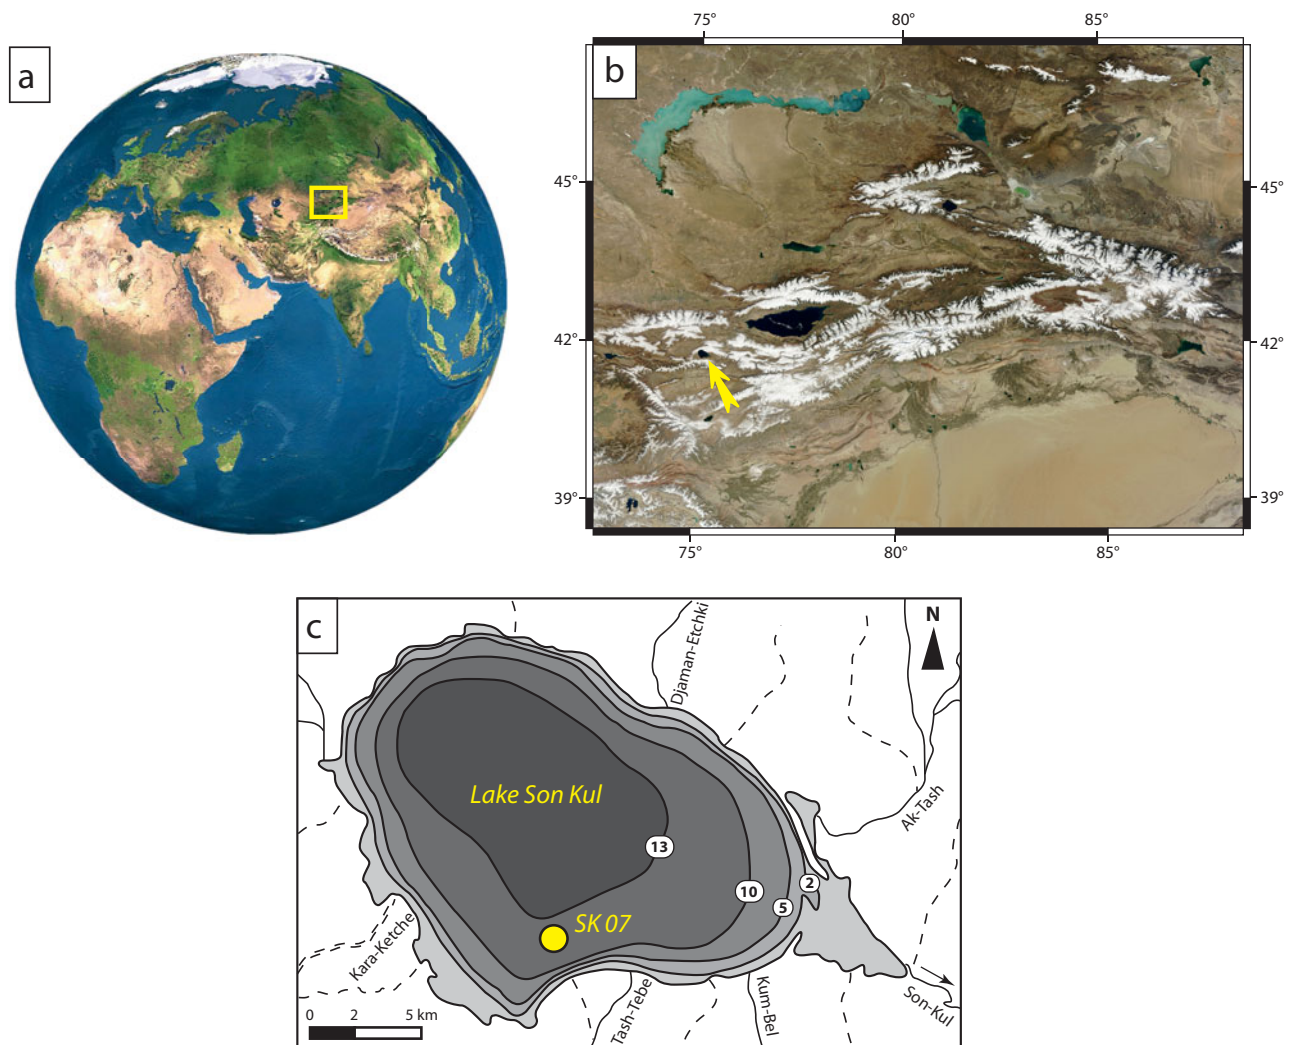 a
b
75°
80°
85°
45°
45°
42°
42°
39°
39°
75°
80°
85°
c
N
Djaman-Etchki
Ak-Tash
Lake Son Kul
13
10
5
2
SK 07
Kara-Ketche
Tash-Tebe
Kum-Bel
Son-Kul
0 2 5 km